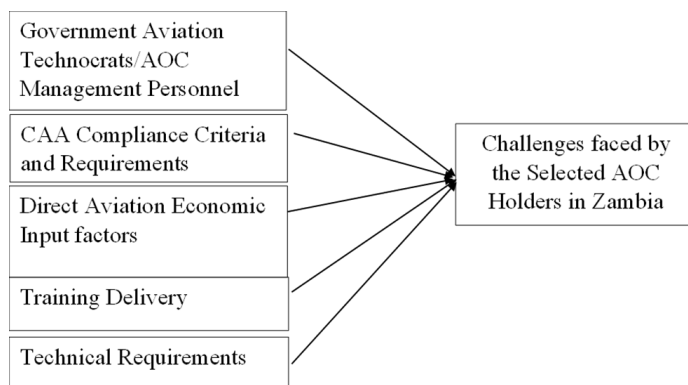 Government Aviation
Technocrats/AOC
Management Personnel
CAA Compliance Criteria
and Requirements
Direct Aviation Economic
Input factors
Training Delivery
Technical Requirements
Challenges faced by
the Selected AOC
Holders in Zambia